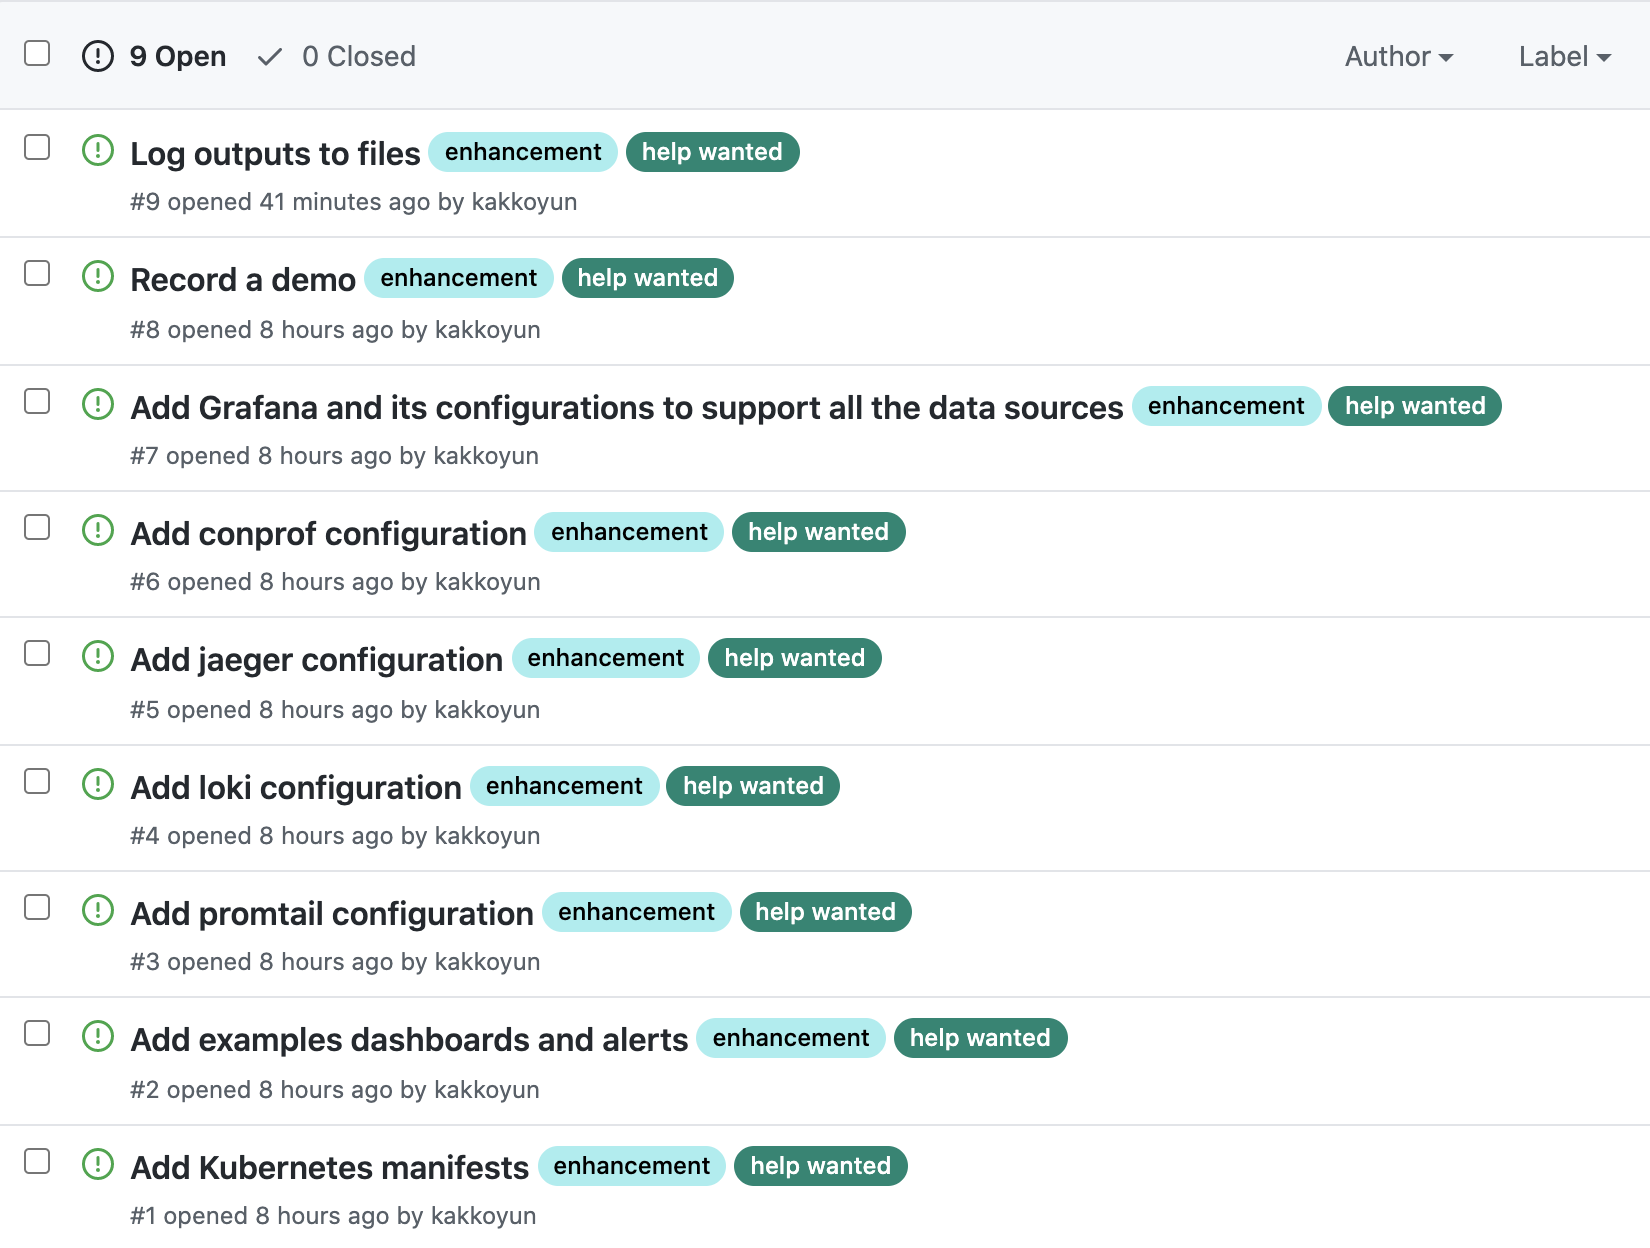 9 Open 0 Closed Author Label
Log outputs to files enhancement help wanted
#9 opened 41 minutes ago by kakkoyun
Record a demo enhancement help wanted
#8 opened 8 hours ago by kakkoyun
Add Grafana and its configurations to support all the data sources enhancement help wanted
#7 opened 8 hours ago by kakkoyun
Add conprof configuration enhancement help wanted
#6 opened 8 hours ago by kakkoyun
Add jaeger configuration enhancement help wanted
#5 opened 8 hours ago by kakkoyun
Add loki configuration enhancement help wanted
#4 opened 8 hours ago by kakkoyun
Add promtail configuration enhancement help wanted
#3 opened 8 hours ago by kakkoyun
Add examples dashboards and alerts enhancement help wanted
#2 opened 8 hours ago by kakkoyun
Add Kubernetes manifests enhancement help wanted
#1 opened 8 hours ago by kakkoyun